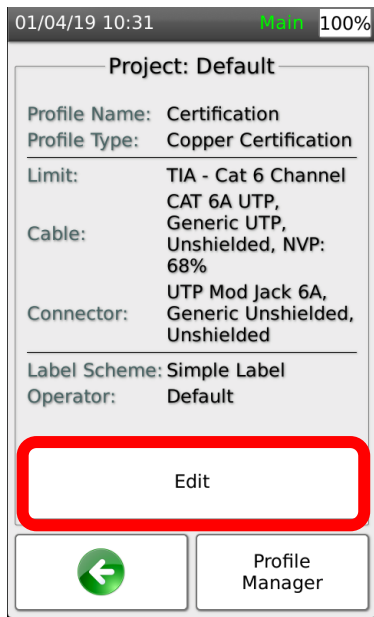 01/04/19 10:31 Main 100%
Project: Default
Profile Name: Certification
Profile Type: Copper Certification
Limit: TIA - Cat 6 Channel
Cable: CAT 6A UTP,
Generic UTP,
Unshielded, NVP:
68%
Connector: UTP Mod Jack 6A,
Generic Unshielded,
Unshielded
Label Scheme: Simple Label
Operator: Default
Edit
Profile
Manager